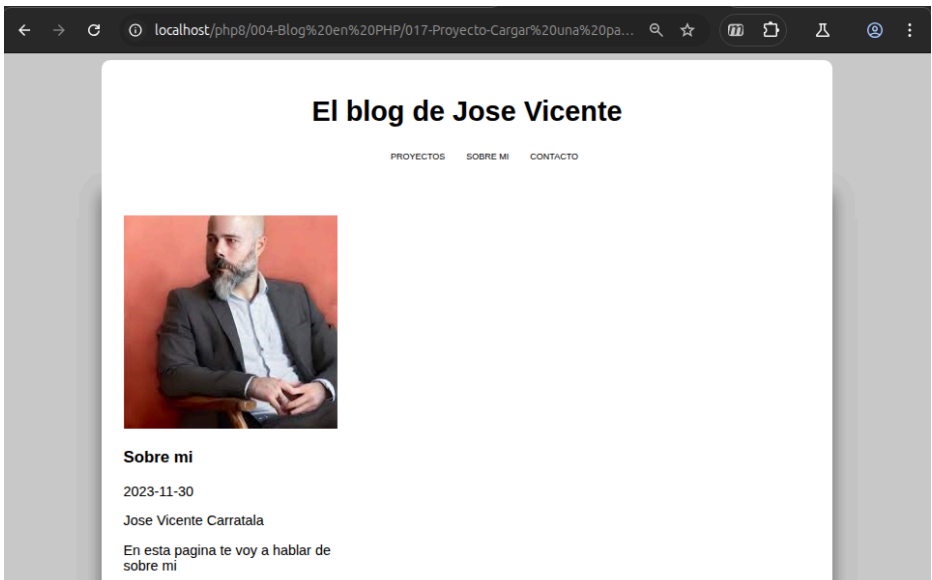 localhost/php8/004-Blog%20en%20PHP/017-Proyecto-Cargar%20una%20pa...
El blog de Jose Vicente
PROYECTOS SOBRE MI CONTACTO
Sobre mi
2023-11-30
Jose Vicente Carratala
En esta pagina te voy a hablar de
sobre mi